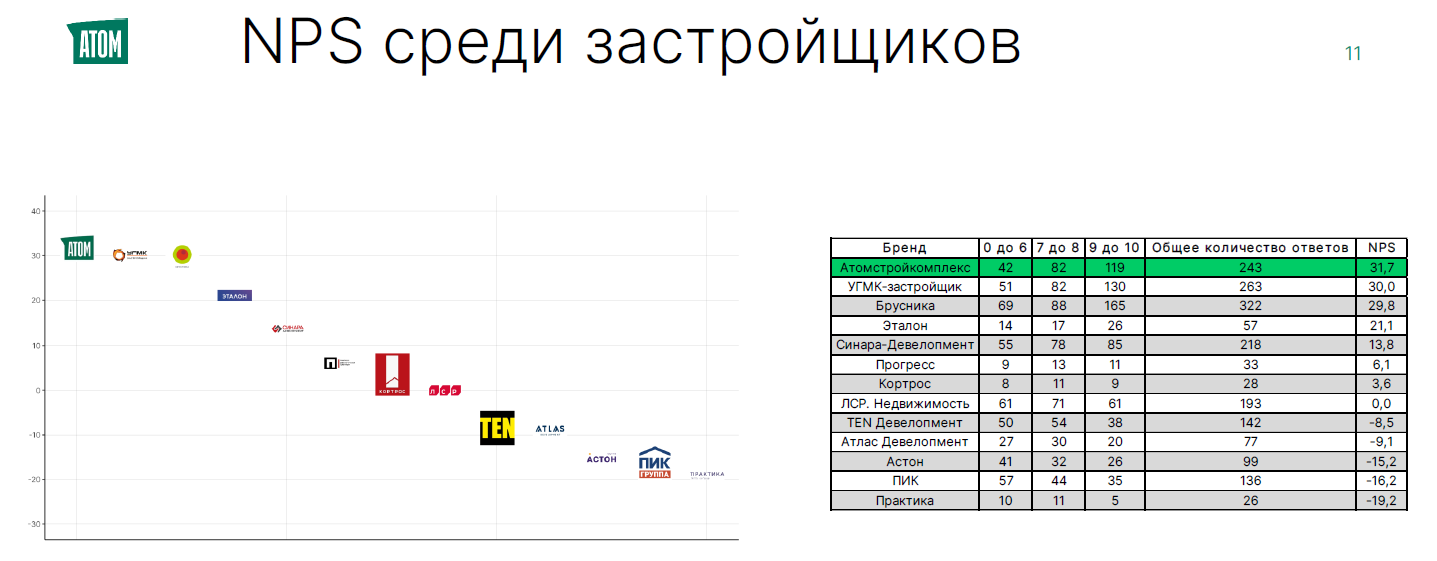 АТОМ
NPS среди застройщиков
11
40
30
20
10
0
-10
-20
-30
АТОМ
УГМК
ЭТАЛОН
СИНАРА
КОРТРОС
ЛСР
TEN
ATLAS
АСТОН
ПИК
ГРУППА
ПРАКТИКА
Бренд 0 до 6 7 до 8 9 до 10 Общее количество ответов NPS
Атомстройкомплекс 42 82 119 243 31,7
УГМК-застройщик 51 82 130 263 30,0
Брусника 69 88 165 322 29,8
Эталон 14 17 26 57 21,1
Синара-Девелопмент 55 78 85 218 13,8
Прогресс 9 13 11 33 6,1
Кортрос 8 11 9 28 3,6
ЛСР. Недвижимость 61 71 61 193 0,0
TEN Девелопмент 50 54 38 142 -8,5
Атлас Девелопмент 27 30 20 77 -9,1
Астон 41 32 26 99 -15,2
ПИК 57 44 35 136 -16,2
Практика 10 11 5 26 -19,2